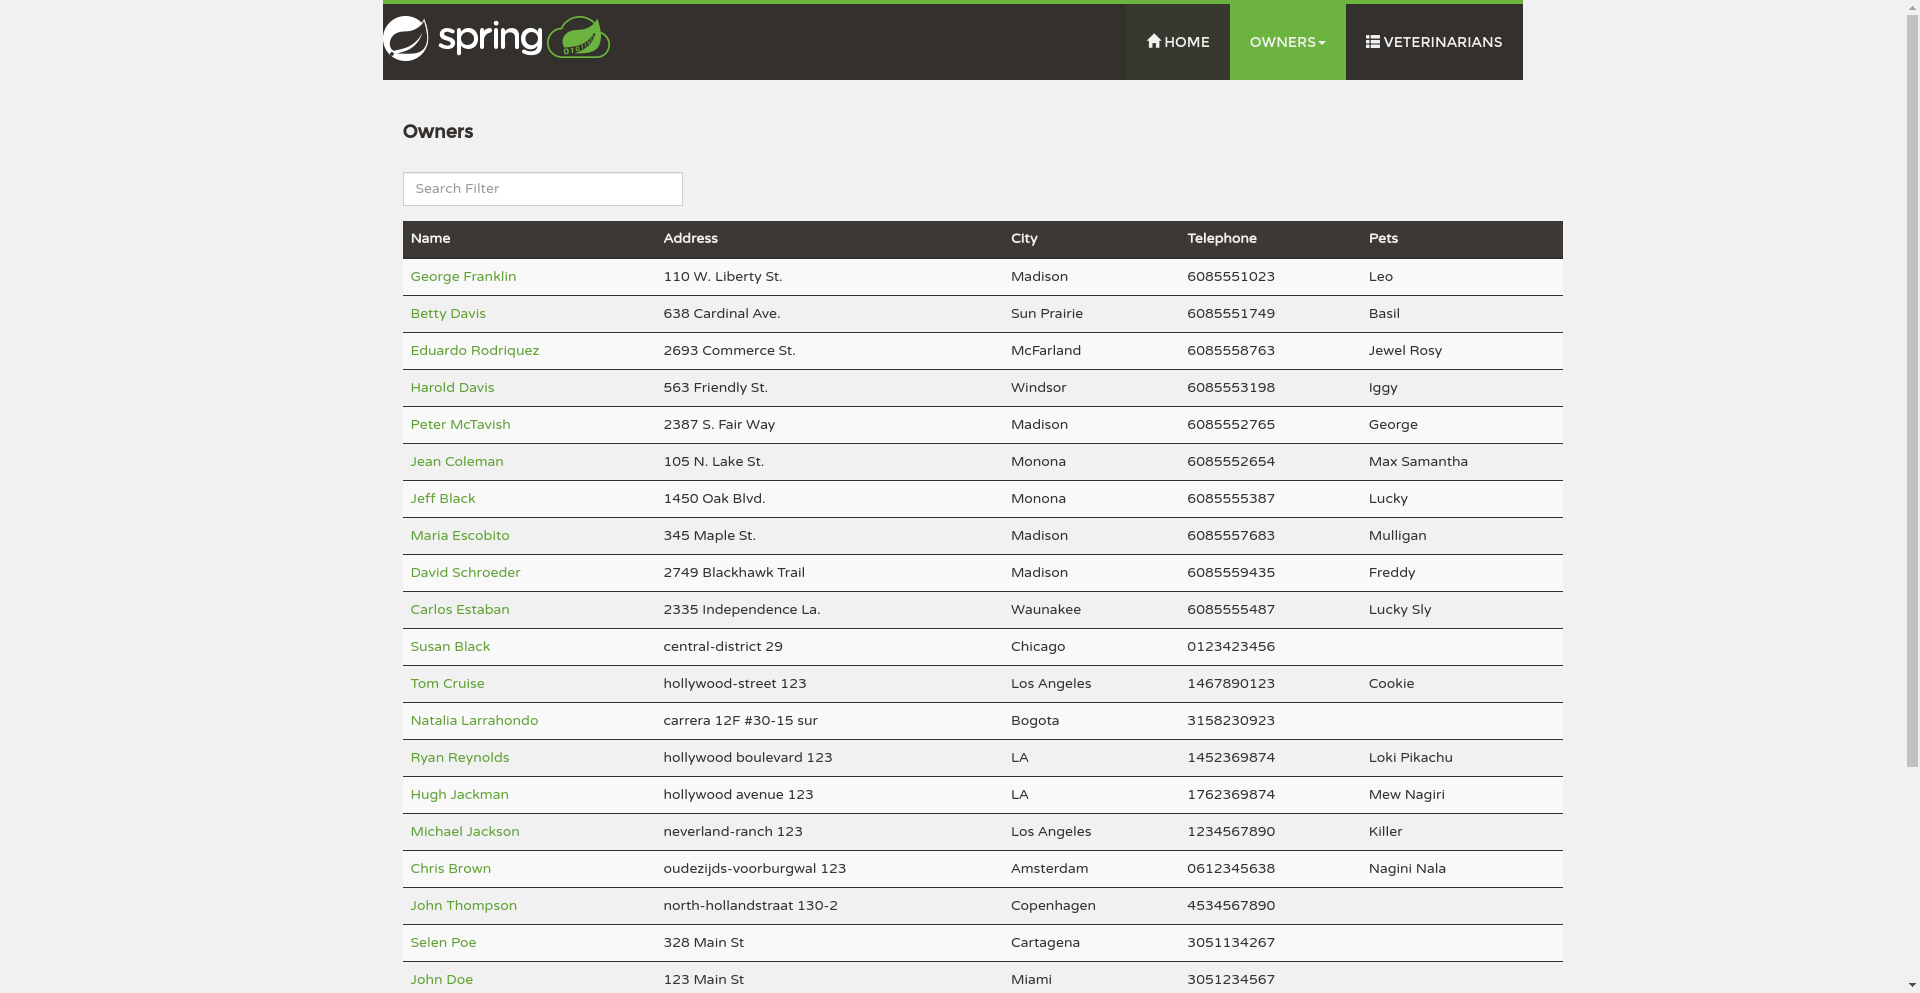 spring HOME OWNERS VETERINARIANS
Owners
Search Filter
Name Address City Telephone Pets
George Franklin 110 W. Liberty St. Madison 6085551023 Leo
Betty Davis 638 Cardinal Ave. Sun Prairie 6085551749 Basil
Eduardo Rodriquez 2693 Commerce St. McFarland 6085558763 Jewel Rosy
Harold Davis 563 Friendly St. Windsor 6085553198 Iggy
Peter McTavish 2387 S. Fair Way Madison 6085552765 George
Jean Coleman 105 N. Lake St. Monona 6085552654 Max Samantha
Jeff Black 1450 Oak Blvd. Monona 6085555387 Lucky
Maria Escobito 345 Maple St. Madison 6085557683 Mulligan
David Schroeder 2749 Blackhawk Trail Madison 6085559435 Freddy
Carlos Estaban 2335 Independence La. Waunakee 6085555487 Lucky Sly
Susan Black central-district 29 Chicago 0123423456
Tom Cruise hollywood-street 123 Los Angeles 1467890123 Cookie
Natalia Larrahondo carrera 12F #30-15 sur Bogota 3158230923
Ryan Reynolds hollywood boulevard 123 LA 1452369874 Loki Pikachu
Hugh Jackman hollywood avenue 123 LA 1762369874 Mew Nagiri
Michael Jackson neverland-ranch 123 Los Angeles 1234567890 Killer
Chris Brown oudezijds-voorburgwal 123 Amsterdam 0612345638 Nagini Nala
John Thompson north-hollandstraat 130-2 Copenhagen 4534567890
Selen Poe 328 Main St Cartagena 3051134267
John Doe 123 Main St Miami 3051234567